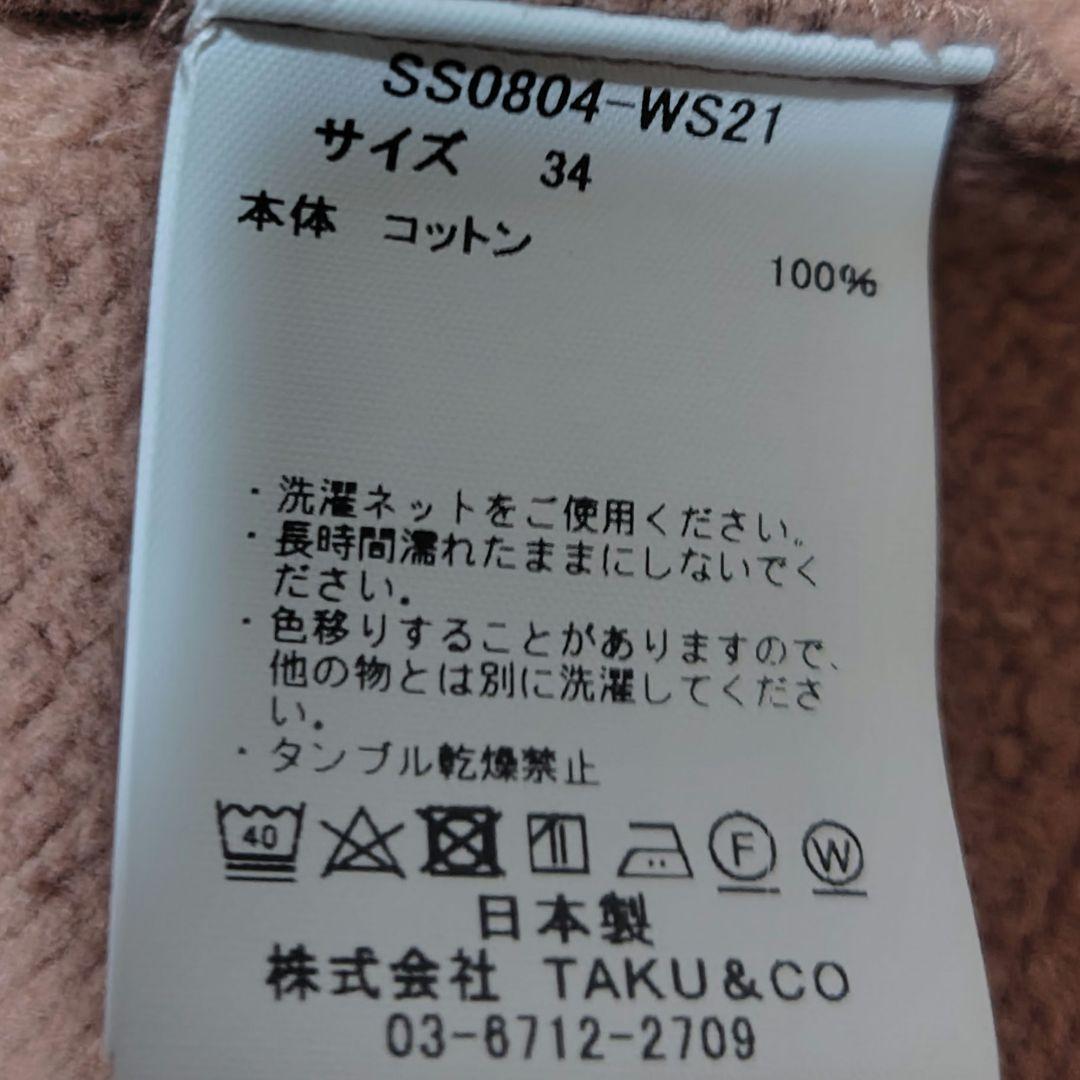 SS0804-WS21
サイズ 34
本体 コットン 100%
・洗濯ネットをご使用ください。
・長時間濡れたままにしないでく
ださい。
・色移りすることがありますので、
他の物とは別に洗濯してくださ
い。
・タンブル乾燥禁止
40 F W
日本製
株式会社 TAKU&CO
03-6712-2709